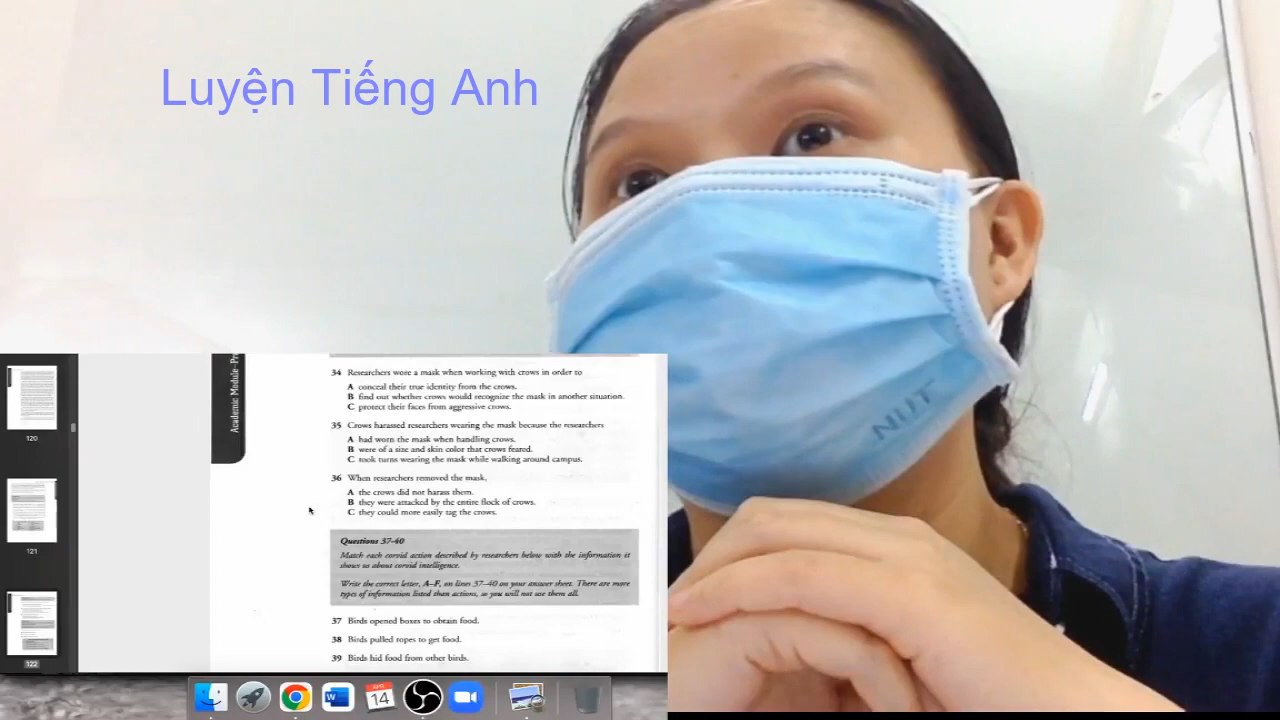 Luyện Tiếng Anh
Academic Module–Pr
34 Researchers wore a mask when working with crows in order to
A conceal their true identity from the crows.
B find out whether crows would recognize the mask in another situation.
C protect their faces from aggressive crows.
35 Crows harassed researchers wearing the mask because the researchers
A had worn the mask when handling crows.
B were of a size and skin color that crows feared.
C took turns wearing the mask while walking around campus.
36 When researchers removed the mask,
A the crows did not harass them.
B they were attacked by the entire flock of crows.
C they could more easily tag the crows.
Questions 37-40
Match each corvid action described by researchers below with the information it
shows us about corvid intelligence.
Write the correct letter, A–F, on lines 37–40 on your answer sheet. There are more
types of information listed than actions, so you will not use them all.
37 Birds opened boxes to obtain food.
38 Birds pulled ropes to get food.
39 Birds hid food from other birds.
120
121
122
14